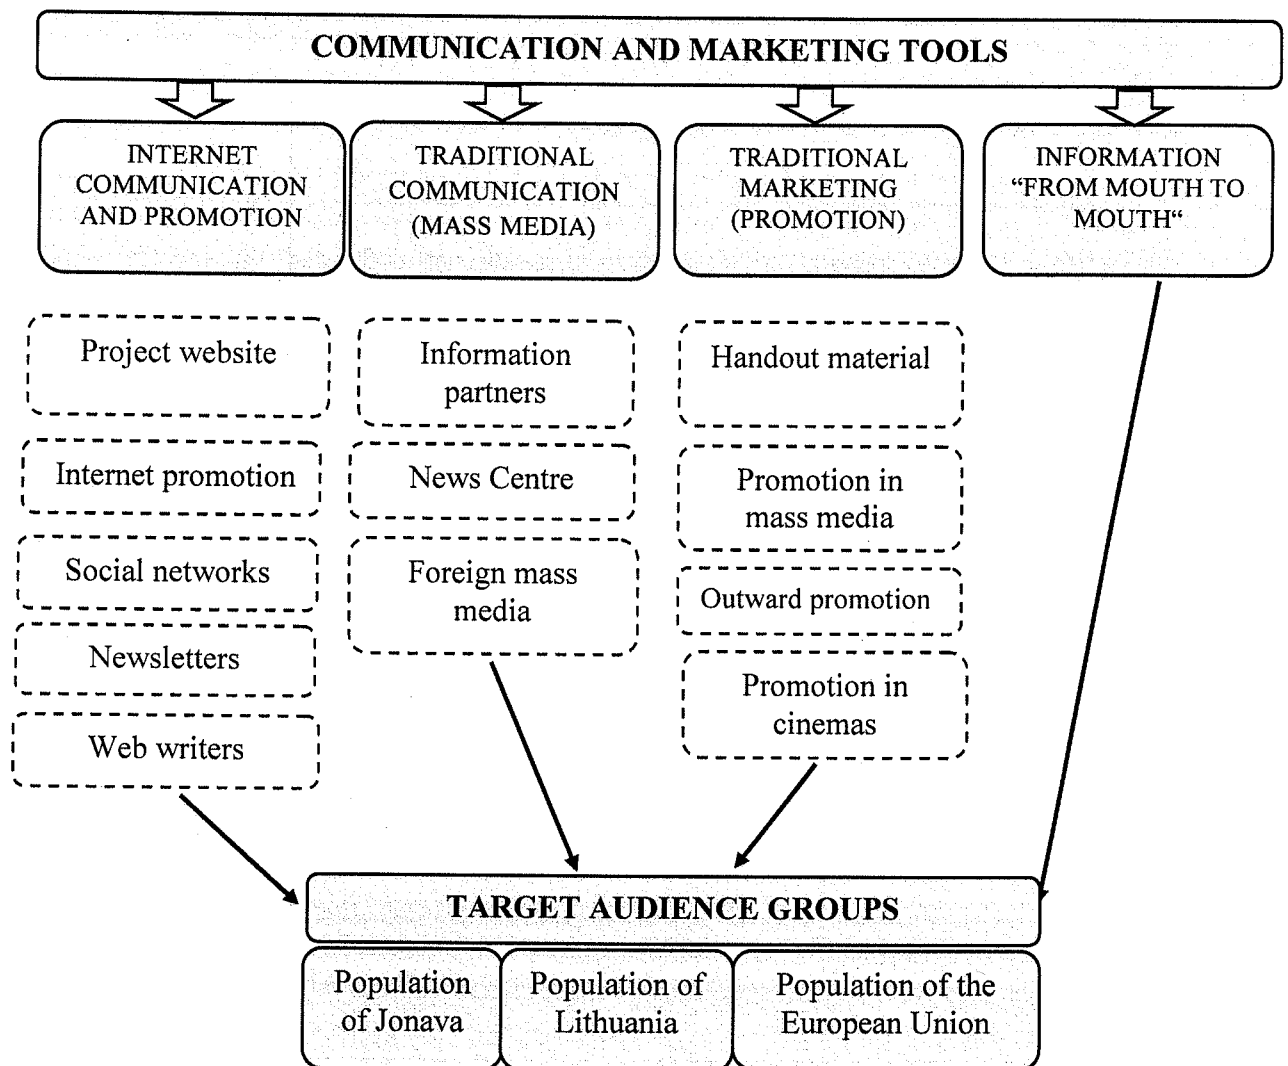 COMMUNICATION AND MARKETING TOOLS
INTERNET
COMMUNICATION
AND PROMOTION
TRADITIONAL
COMMUNICATION
(MASS MEDIA)
TRADITIONAL
MARKETING
(PROMOTION)
INFORMATION
“FROM MOUTH TO
MOUTH“
Project website
Internet promotion
Social networks
Newsletters
Web writers
Information
partners
News Centre
Foreign mass
media
Handout material
Promotion in
mass media
Outward promotion
Promotion in
cinemas
TARGET AUDIENCE GROUPS
Population
of Jonava
Population of
Lithuania
Population of the
European Union